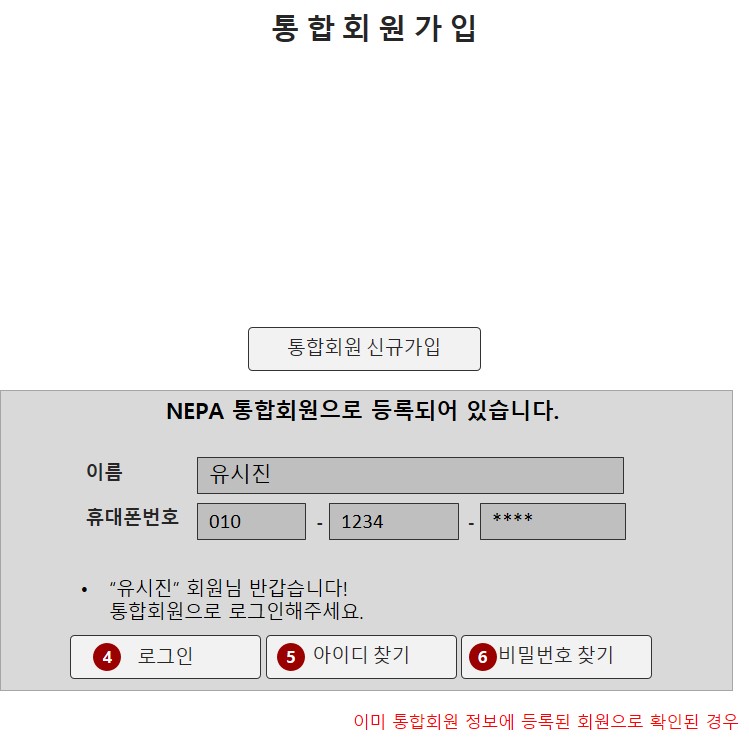 통 합 회 원 가 입
통합회원 신규가입
NEPA 통합회원으로 등록되어 있습니다.
이름 유시진
휴대폰번호 010 - 1234 - ****
• “유시진” 회원님 반갑습니다!
통합회원으로 로그인해주세요.
4 로그인 5 아이디 찾기 6 비밀번호 찾기
이미 통합회원 정보에 등록된 회원으로 확인된 경우